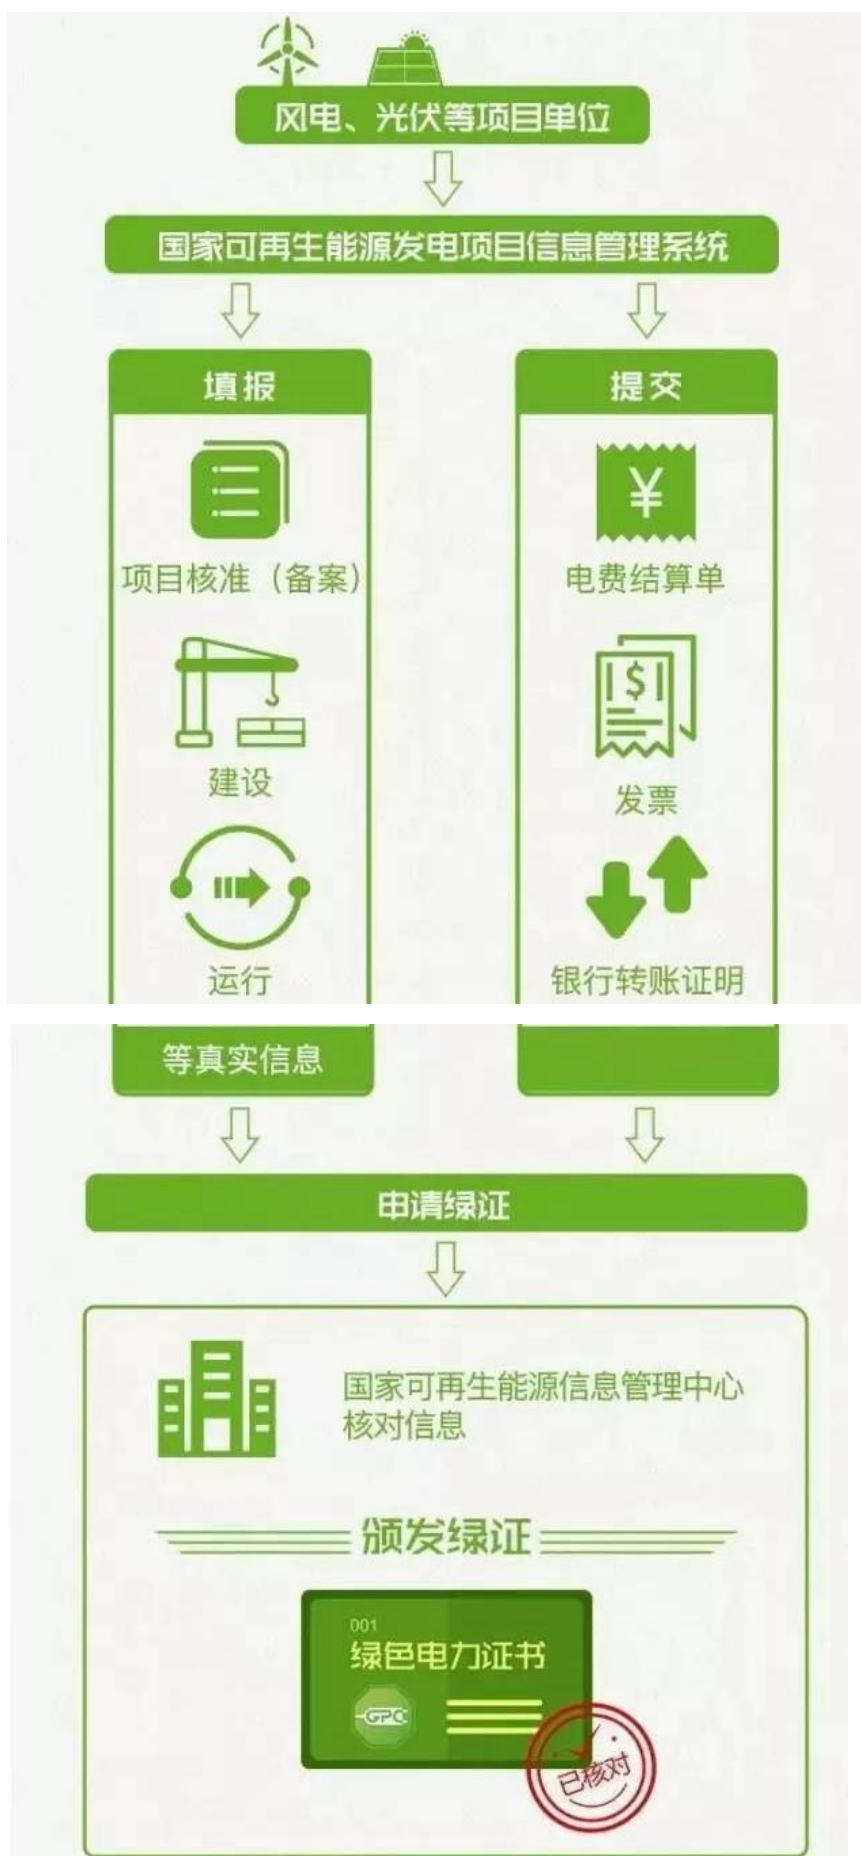 风电、光伏等项目单位
国家可再生能源发电项目信息管理系统
填报
项目核准（备案）
建设
运行
等真实信息
提交
¥
电费结算单
$
发票
银行转账证明
申请绿证
国家可再生能源信息管理中心
核对信息
颁发绿证
001
绿色电力证书
GPC
已核对